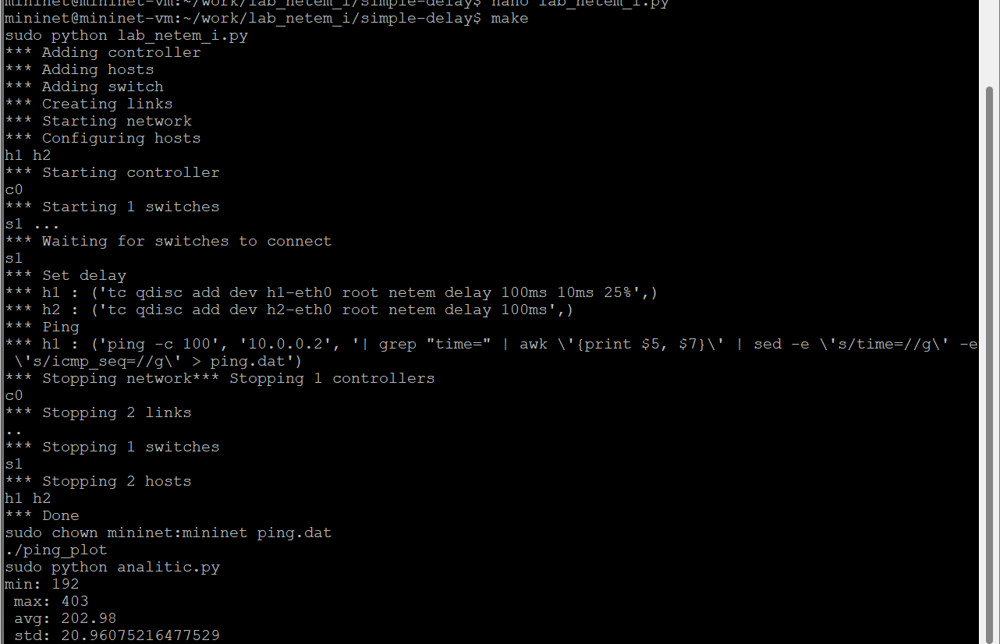 mininet@mininet-vm:~/work/lab_netem_i/simple-delay$ nano lab_netem_i.py
mininet@mininet-vm:~/work/lab_netem_i/simple-delay$ make
sudo python lab_netem_i.py
*** Adding controller
*** Adding hosts
*** Adding switch
*** Creating links
*** Starting network
*** Configuring hosts
h1 h2
*** Starting controller
c0
*** Starting 1 switches
s1 ...
*** Waiting for switches to connect
s1
*** Set delay
*** h1 : ('tc qdisc add dev h1-eth0 root netem delay 100ms 10ms 25%',)
*** h2 : ('tc qdisc add dev h2-eth0 root netem delay 100ms',)
*** Ping
*** h1 : ('ping -c 100', '10.0.0.2', '| grep "time=" | awk \'{print $5, $7}\' | sed -e \'s/time=//g\' -e
 \'s/icmp_seq=//g\' > ping.dat')
*** Stopping network*** Stopping 1 controllers
c0
*** Stopping 2 links
..
*** Stopping 1 switches
s1
*** Stopping 2 hosts
h1 h2
*** Done
sudo chown mininet:mininet ping.dat
./ping_plot
sudo python analitic.py
min: 192
 max: 403
 avg: 202.98
 std: 20.96075216477529